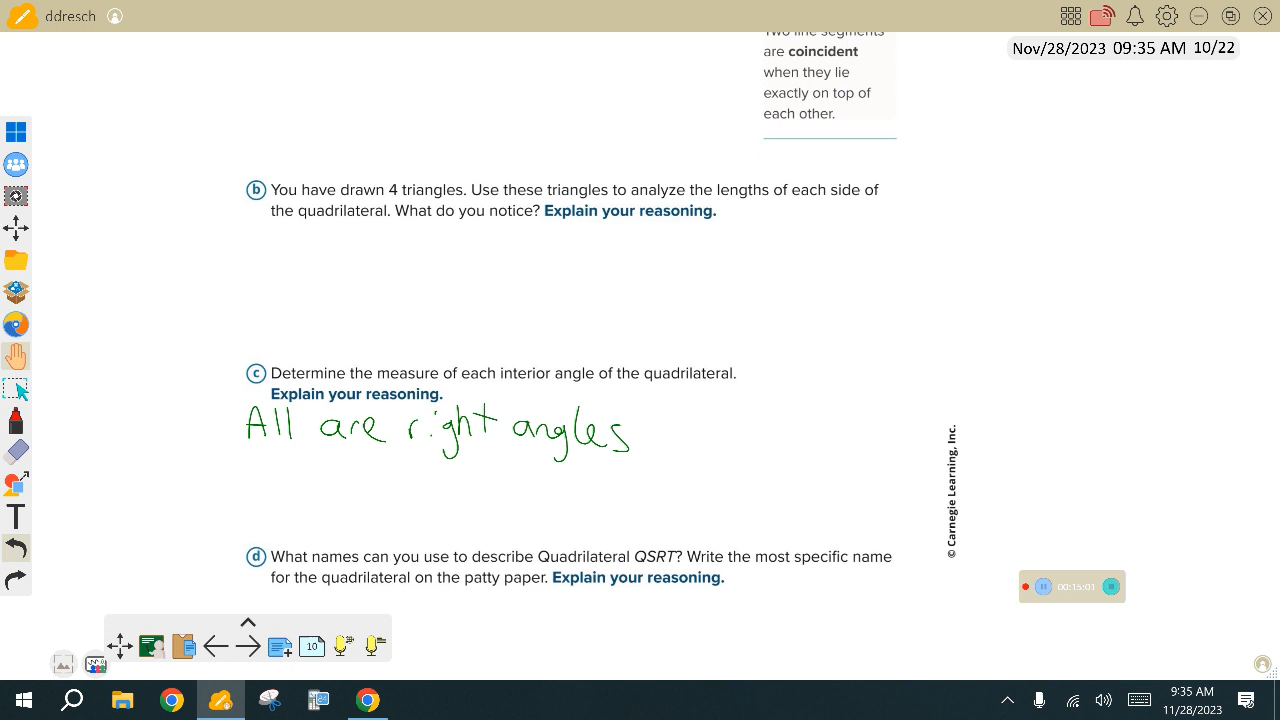 ddresch
Nov/28/2023 09:35 AM 10/22
Two line segments
are coincident
when they lie
exactly on top of
each other.
b You have drawn 4 triangles. Use these triangles to analyze the lengths of each side of
the quadrilateral. What do you notice? Explain your reasoning.
c Determine the measure of each interior angle of the quadrilateral.
Explain your reasoning.
All are right angles
© Carnegie Learning, Inc.
d What names can you use to describe Quadrilateral QSRT? Write the most specific name
for the quadrilateral on the patty paper. Explain your reasoning.
00:15:01
T
10
9:35 AM
11/28/2023